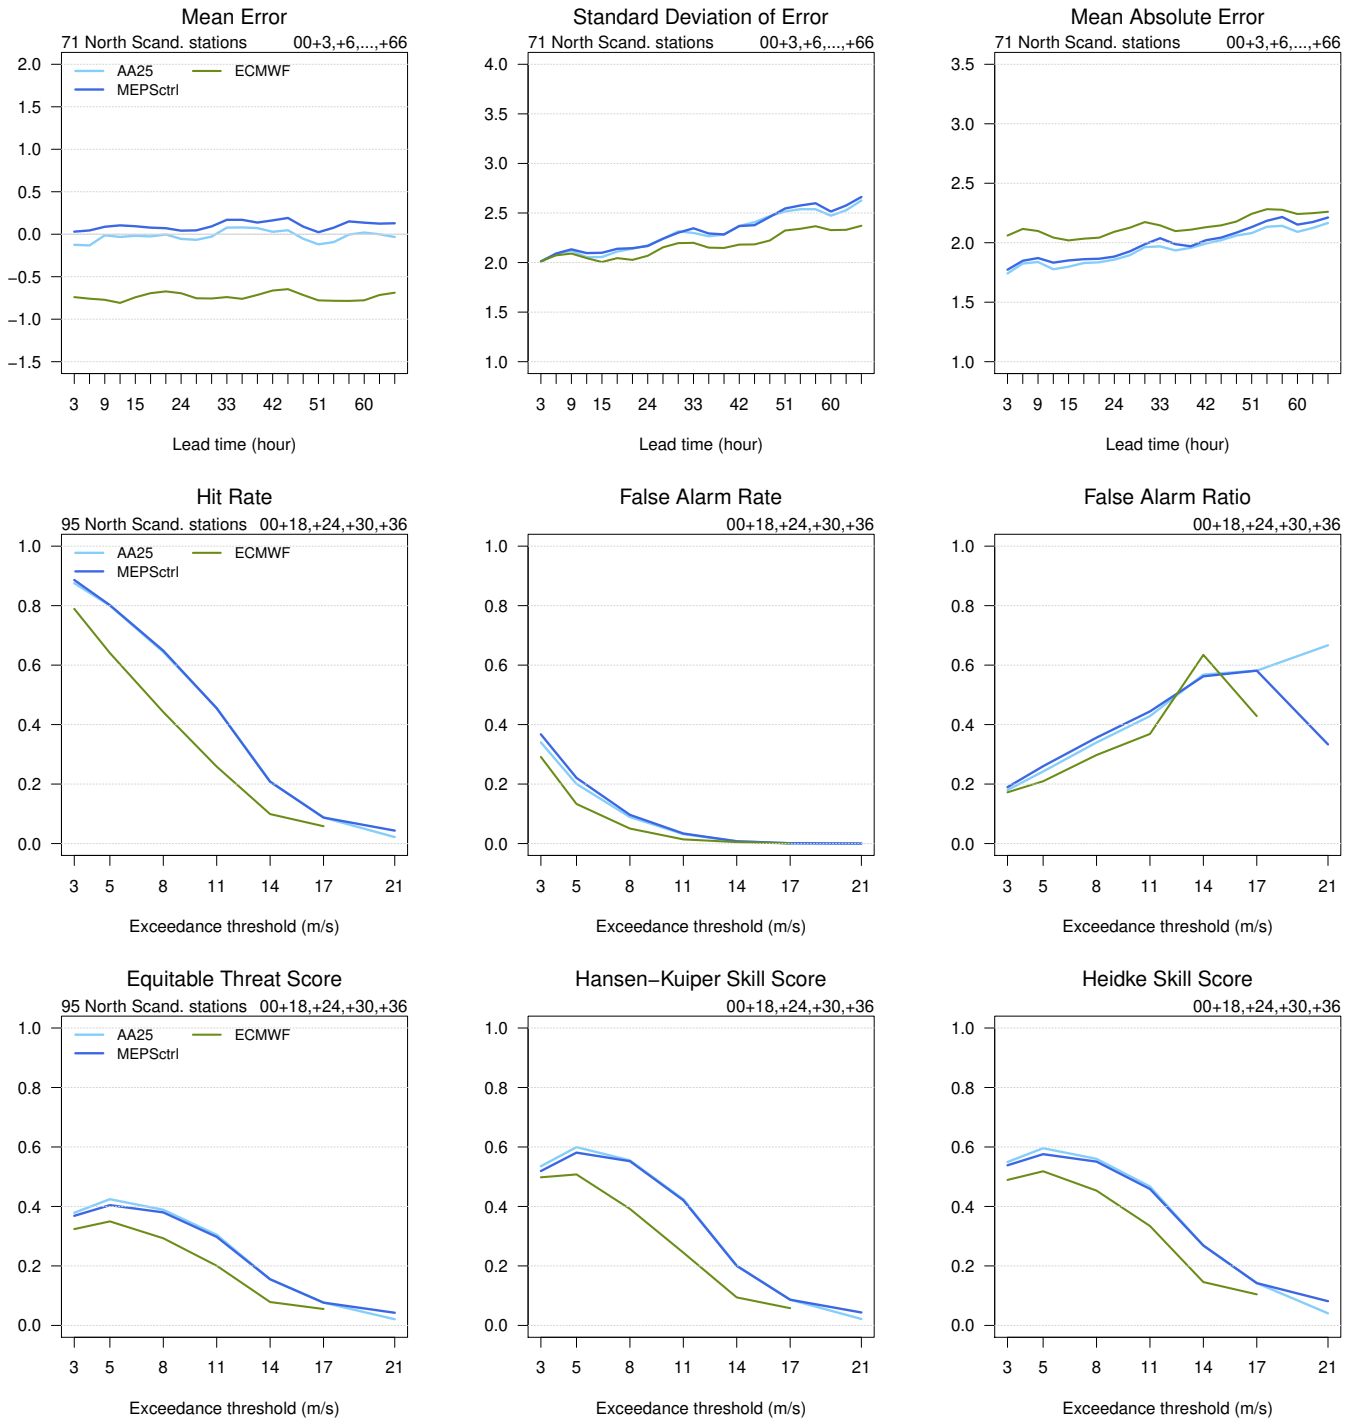 Mean Error
71 North Scand. stations 00+3,+6,...,+66
AA25 ECMWF
MEPSctrl
2.0
1.5
1.0
0.5
0.0
−0.5
−1.0
−1.5
3 9 15 24 33 42 51 60
Lead time (hour)
Standard Deviation of Error
71 North Scand. stations 00+3,+6,...,+66
4.0
3.5
3.0
2.5
2.0
1.5
1.0
3 9 15 24 33 42 51 60
Lead time (hour)
Mean Absolute Error
71 North Scand. stations 00+3,+6,...,+66
3.5
3.0
2.5
2.0
1.5
1.0
3 9 15 24 33 42 51 60
Lead time (hour)
Hit Rate
95 North Scand. stations 00+18,+24,+30,+36
AA25 ECMWF
MEPSctrl
1.0
0.8
0.6
0.4
0.2
0.0
3 5 8 11 14 17 21
Exceedance threshold (m/s)
False Alarm Rate
00+18,+24,+30,+36
1.0
0.8
0.6
0.4
0.2
0.0
3 5 8 11 14 17 21
Exceedance threshold (m/s)
False Alarm Ratio
00+18,+24,+30,+36
1.0
0.8
0.6
0.4
0.2
0.0
3 5 8 11 14 17 21
Exceedance threshold (m/s)
Equitable Threat Score
95 North Scand. stations 00+18,+24,+30,+36
AA25 ECMWF
MEPSctrl
1.0
0.8
0.6
0.4
0.2
0.0
3 5 8 11 14 17 21
Exceedance threshold (m/s)
Hansen−Kuiper Skill Score
00+18,+24,+30,+36
1.0
0.8
0.6
0.4
0.2
0.0
3 5 8 11 14 17 21
Exceedance threshold (m/s)
Heidke Skill Score
00+18,+24,+30,+36
1.0
0.8
0.6
0.4
0.2
0.0
3 5 8 11 14 17 21
Exceedance threshold (m/s)